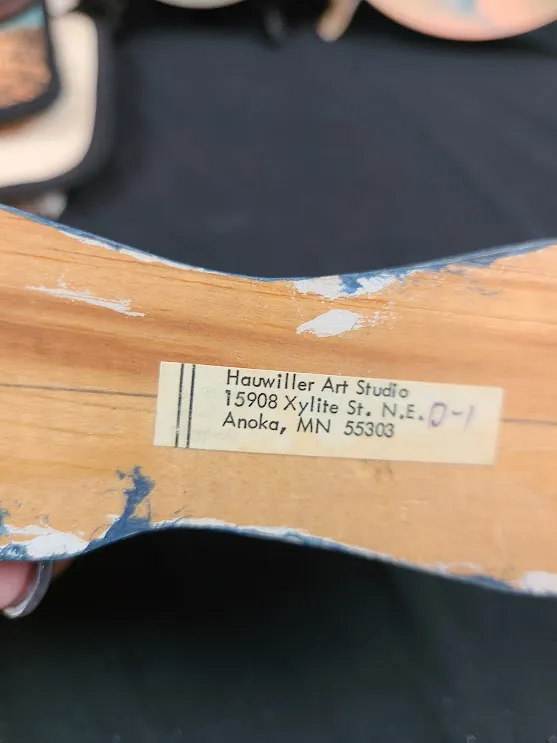 Hauwiller Art Studio
15908 Xylite St. N.E. D-1
Anoka, MN 55303